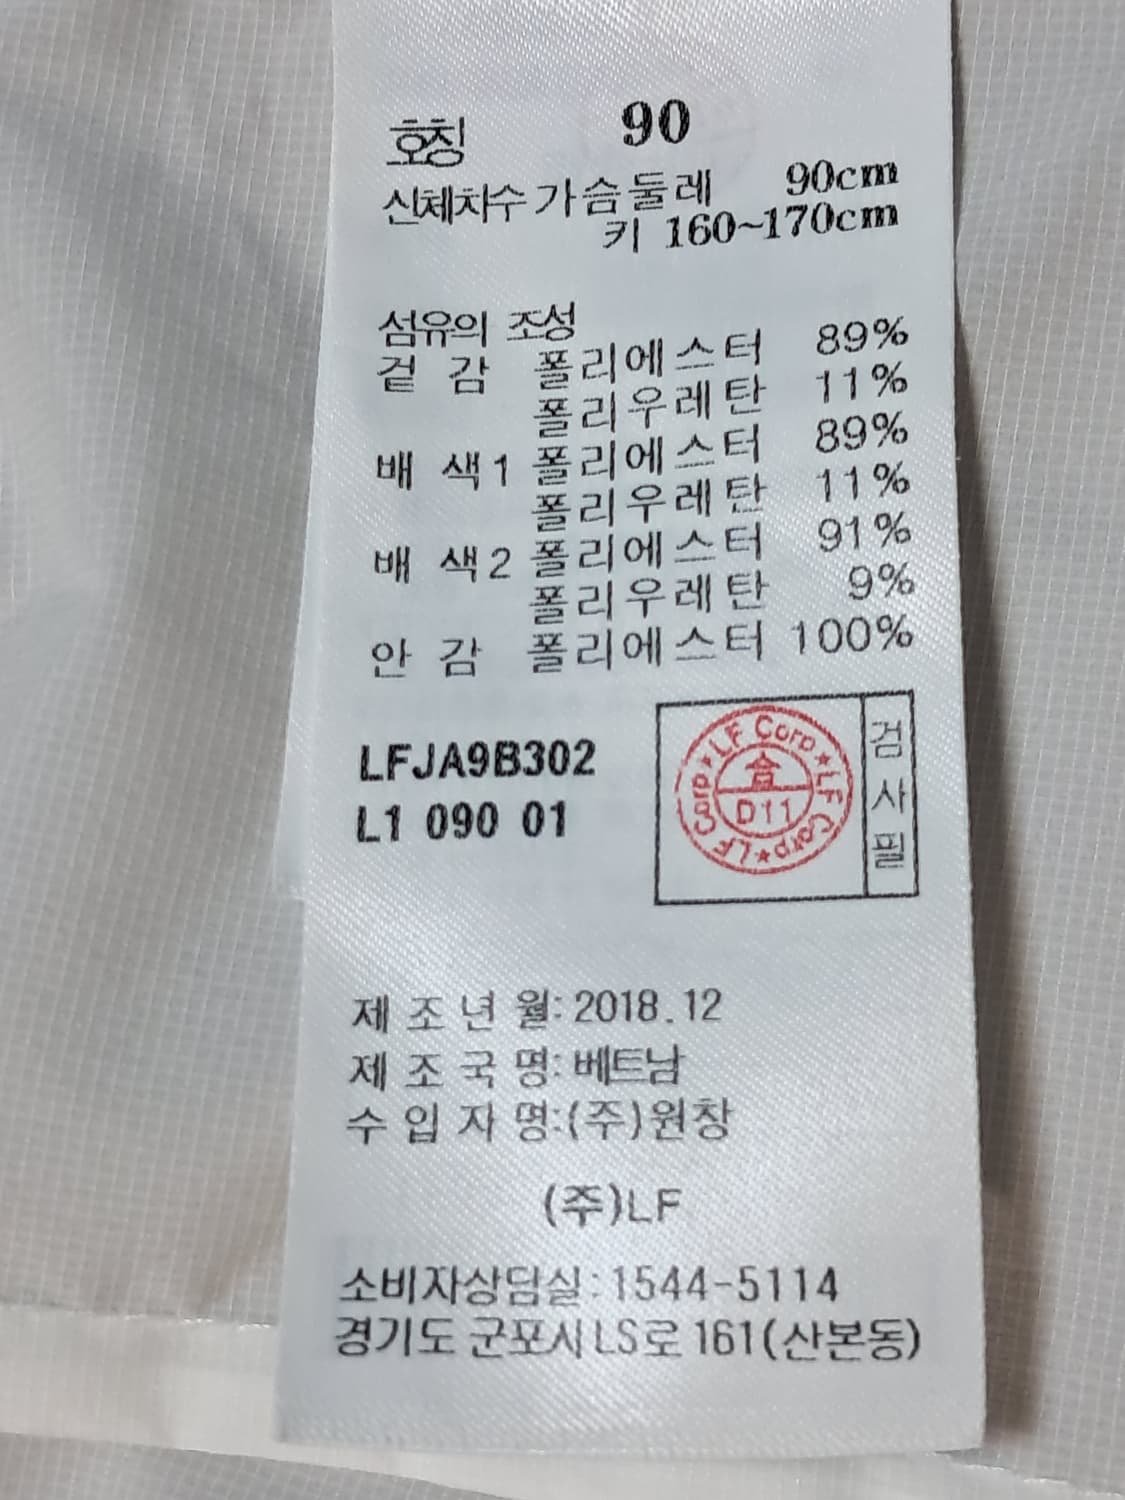 호칭 90
신체치수 가슴둘레 90cm
키 160~170cm
섬유의 조성
겉감 폴리에스터 89%
폴리우레탄 11%
배색1 폴리에스터 89%
폴리우레탄 11%
배색2 폴리에스터 91%
폴리우레탄 9%
안감 폴리에스터 100%
LFJA9B302
L1 090 01
LF Corp★LF Corp★LF Corp★
合
D11
검사필
제조년월: 2018.12
제조국명: 베트남
수입자명:(주)원창
(주)LF
소비자상담실:1544-5114
경기도 군포시 LS로 161(산본동)